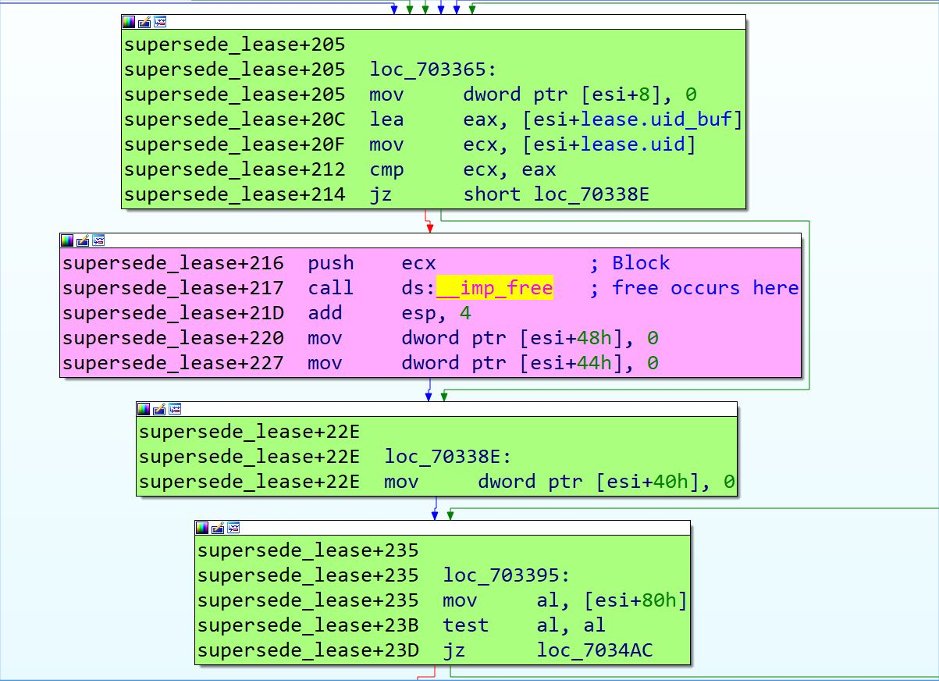 supersede_lease+205
supersede_lease+205 loc_703365:
supersede_lease+205 mov dword ptr [esi+8], 0
supersede_lease+20C lea eax, [esi+lease.uid_buf]
supersede_lease+20F mov ecx, [esi+lease.uid]
supersede_lease+212 cmp ecx, eax
supersede_lease+214 jz short loc_70338E
supersede_lease+216 push ecx ; Block
supersede_lease+217 call ds:__imp_free ; free occurs here
supersede_lease+21D add esp, 4
supersede_lease+220 mov dword ptr [esi+48h], 0
supersede_lease+227 mov dword ptr [esi+44h], 0
supersede_lease+22E
supersede_lease+22E loc_70338E:
supersede_lease+22E mov dword ptr [esi+40h], 0
supersede_lease+235
supersede_lease+235 loc_703395:
supersede_lease+235 mov al, [esi+80h]
supersede_lease+23B test al, al
supersede_lease+23D jz loc_7034AC